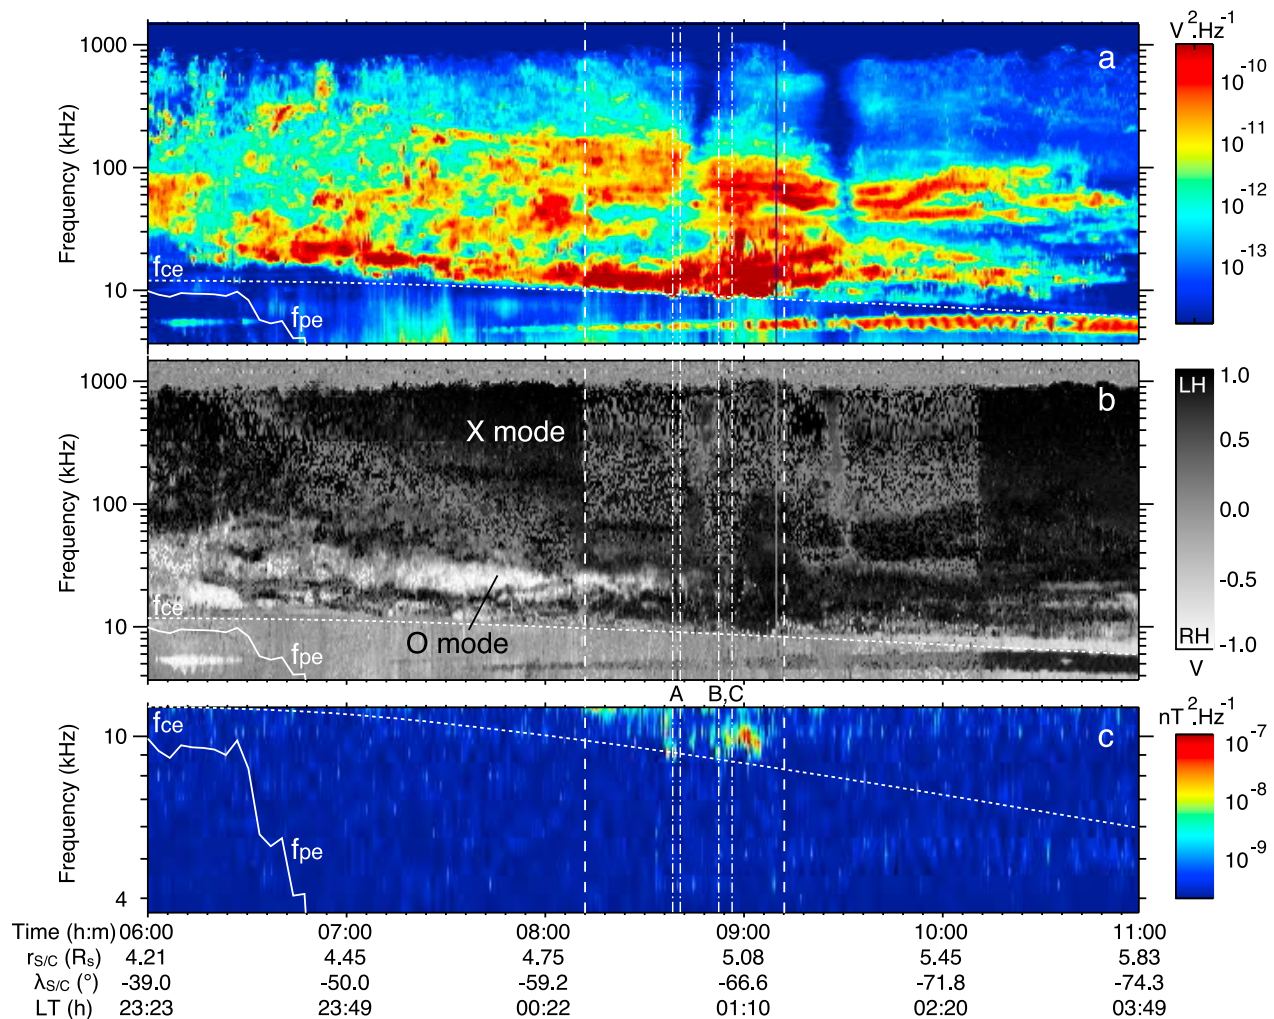 V².Hz⁻¹
a
1000
100
10
Frequency (kHz)
fce
fpe
10⁻¹⁰
10⁻¹¹
10⁻¹²
10⁻¹³
b
1000
100
10
Frequency (kHz)
X mode
O mode
fce
fpe
LH
1.0
0.5
0.0
-0.5
-1.0
RH
V
A
B,C
c
fce
fpe
10
4
Frequency (kHz)
nT².Hz⁻¹
10⁻⁷
10⁻⁸
10⁻⁹
Time (h:m) 06:00 07:00 08:00 09:00 10:00 11:00
rS/C (Rs) 4.21 4.45 4.75 5.08 5.45 5.83
λS/C (°) -39.0 -50.0 -59.2 -66.6 -71.8 -74.3
LT (h) 23:23 23:49 00:22 01:10 02:20 03:49